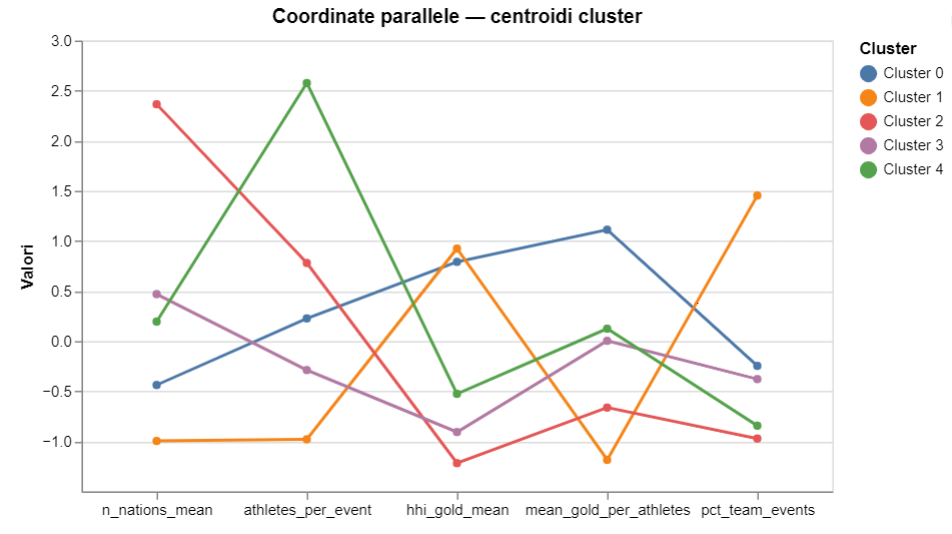 Coordinate parallele — centroidi cluster
Cluster
Cluster 0
Cluster 1
Cluster 2
Cluster 3
Cluster 4
Valori
3.0
2.5
2.0
1.5
1.0
0.5
0.0
−0.5
−1.0
n_nations_mean
athletes_per_event
hhi_gold_mean
mean_gold_per_athletes
pct_team_events